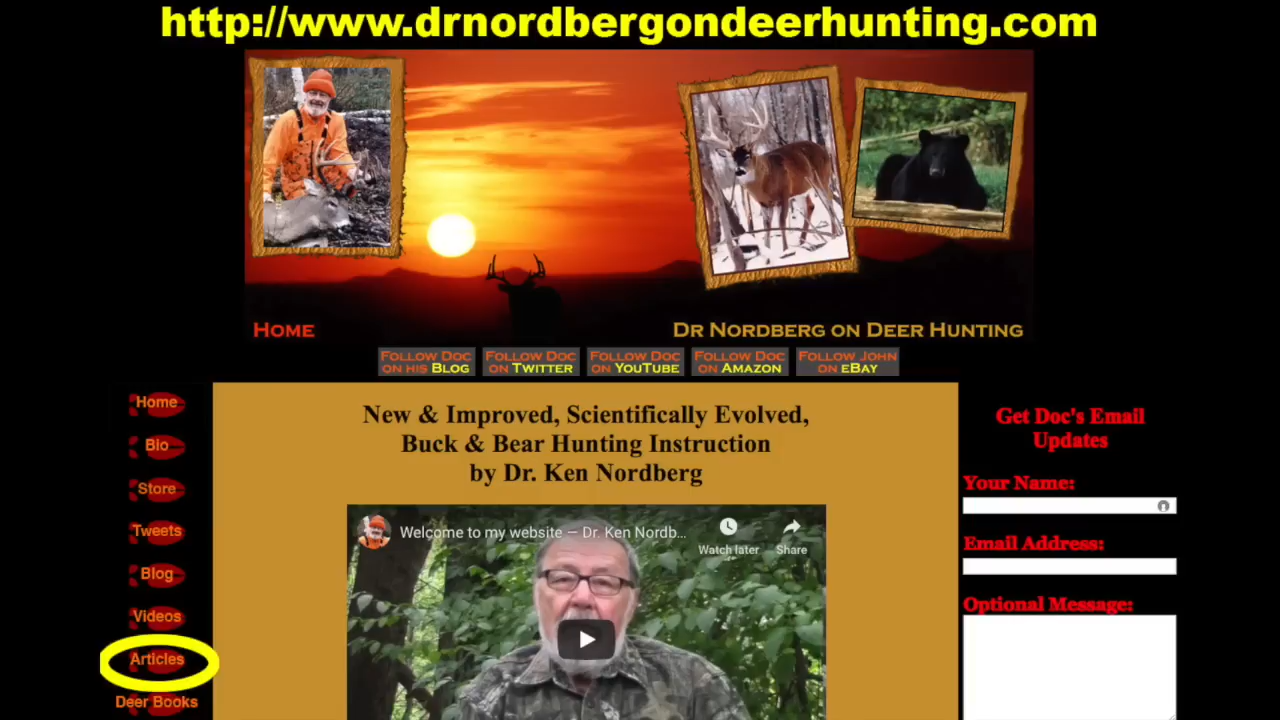 http://www.drnordbergondeerhunting.com
Home
Dr Nordberg on Deer Hunting
Follow Doc on his Blog
Follow Doc on Twitter
Follow Doc on YouTube
Follow Doc on Amazon
Follow John on eBay
Home
Bio
Store
Tweets
Blog
Videos
Articles
Deer Books
New & Improved, Scientifically Evolved,
Buck & Bear Hunting Instruction
by Dr. Ken Nordberg
Welcome to my website – Dr. Ken Nordb...
Watch later
Share
Get Doc's Email
Updates
Your Name:
Email Address:
Optional Message: